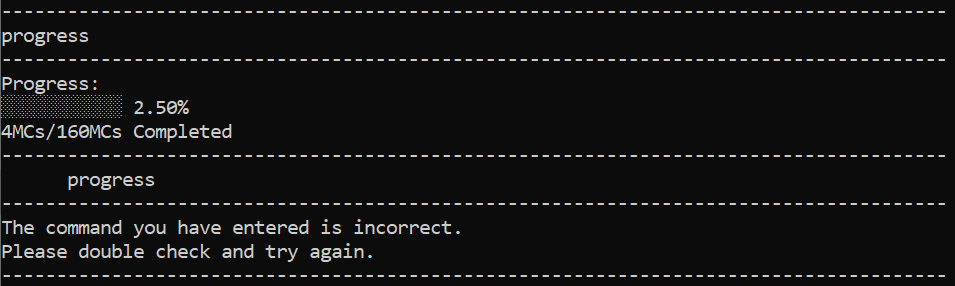 --------------------------------------------------------------------------------------
progress
--------------------------------------------------------------------------------------
Progress:
░░░░░░░░░░░ 2.50%
4MCs/160MCs Completed
--------------------------------------------------------------------------------------
      progress
--------------------------------------------------------------------------------------
The command you have entered is incorrect.
Please double check and try again.
--------------------------------------------------------------------------------------